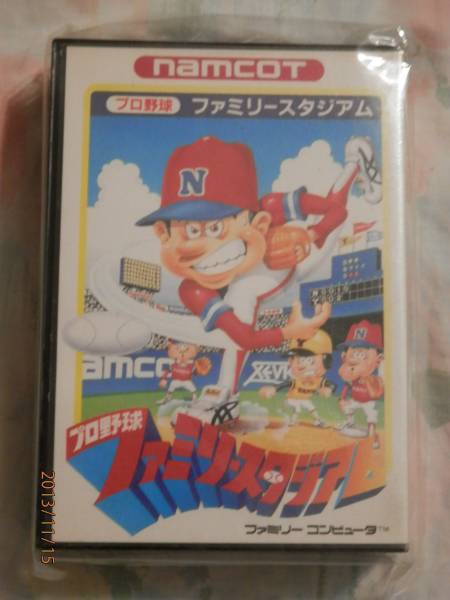 namcoT
プロ野球 ファミリースタジアム
N
amco
XEVI
N
プロ野球
ファミリースタジアム
ファミリー コンピュータ™
2013/11/15